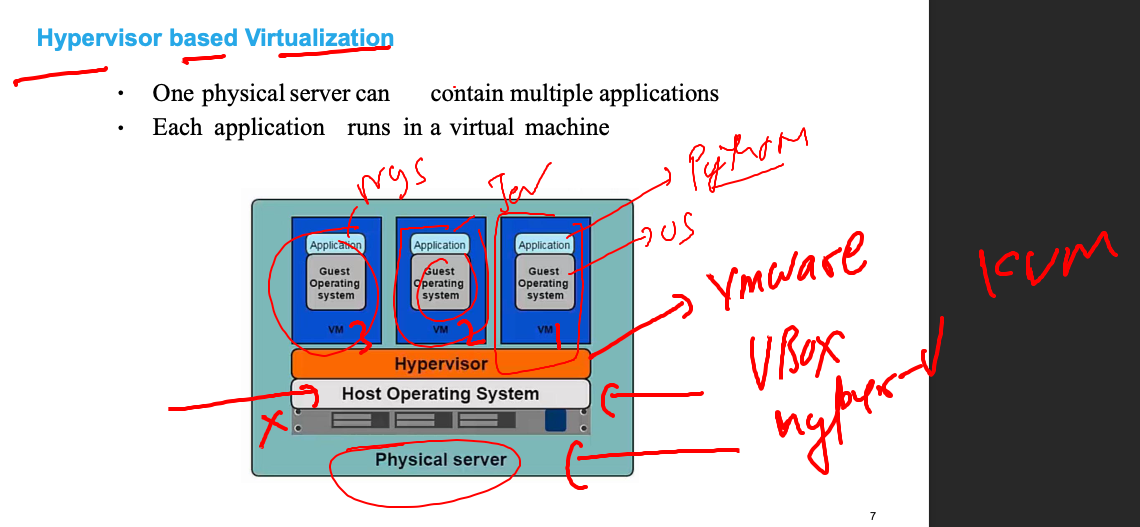 Hypervisor based Virtualization
• One physical server can contain multiple applications
• Each application runs in a virtual machine
Python
OS
Application Application Application
Guest Operating system Guest Operating system Guest Operating system
VM 3 VM 2 VM 1
Hypervisor
Host Operating System
X
Physical server
Vmware
KVM
VBox
hyper-V
7